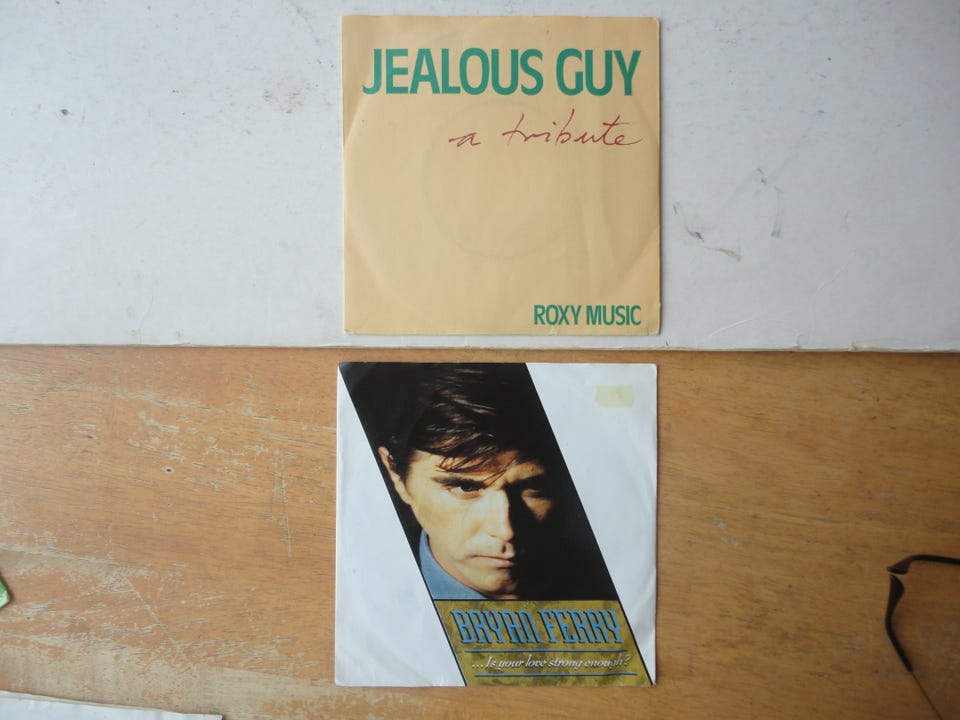 JEALOUS GUY
a tribute
ROXY MUSIC
BRYAN FERRY
...Is your love strong enough?